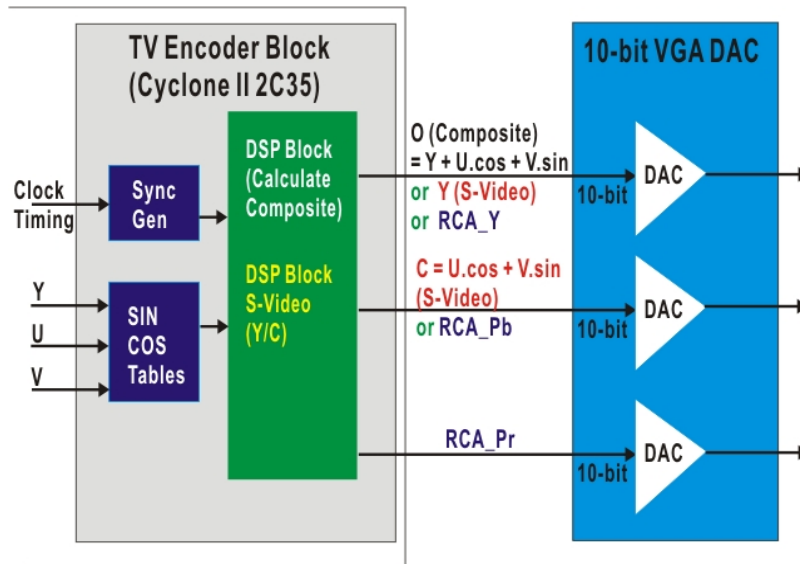 TV Encoder Block
(Cyclone II 2C35)
Clock
Timing
Sync
Gen
Y
U
V
SIN
COS
Tables
DSP Block
(Calculate
Composite)
DSP Block
S-Video
(Y/C)
O (Composite)
= Y + U.cos + V.sin
or Y (S-Video)
or RCA_Y
C = U.cos + V.sin
(S-Video)
or RCA_Pb
RCA_Pr
10-bit VGA DAC
10-bit
DAC
10-bit
DAC
10-bit
DAC